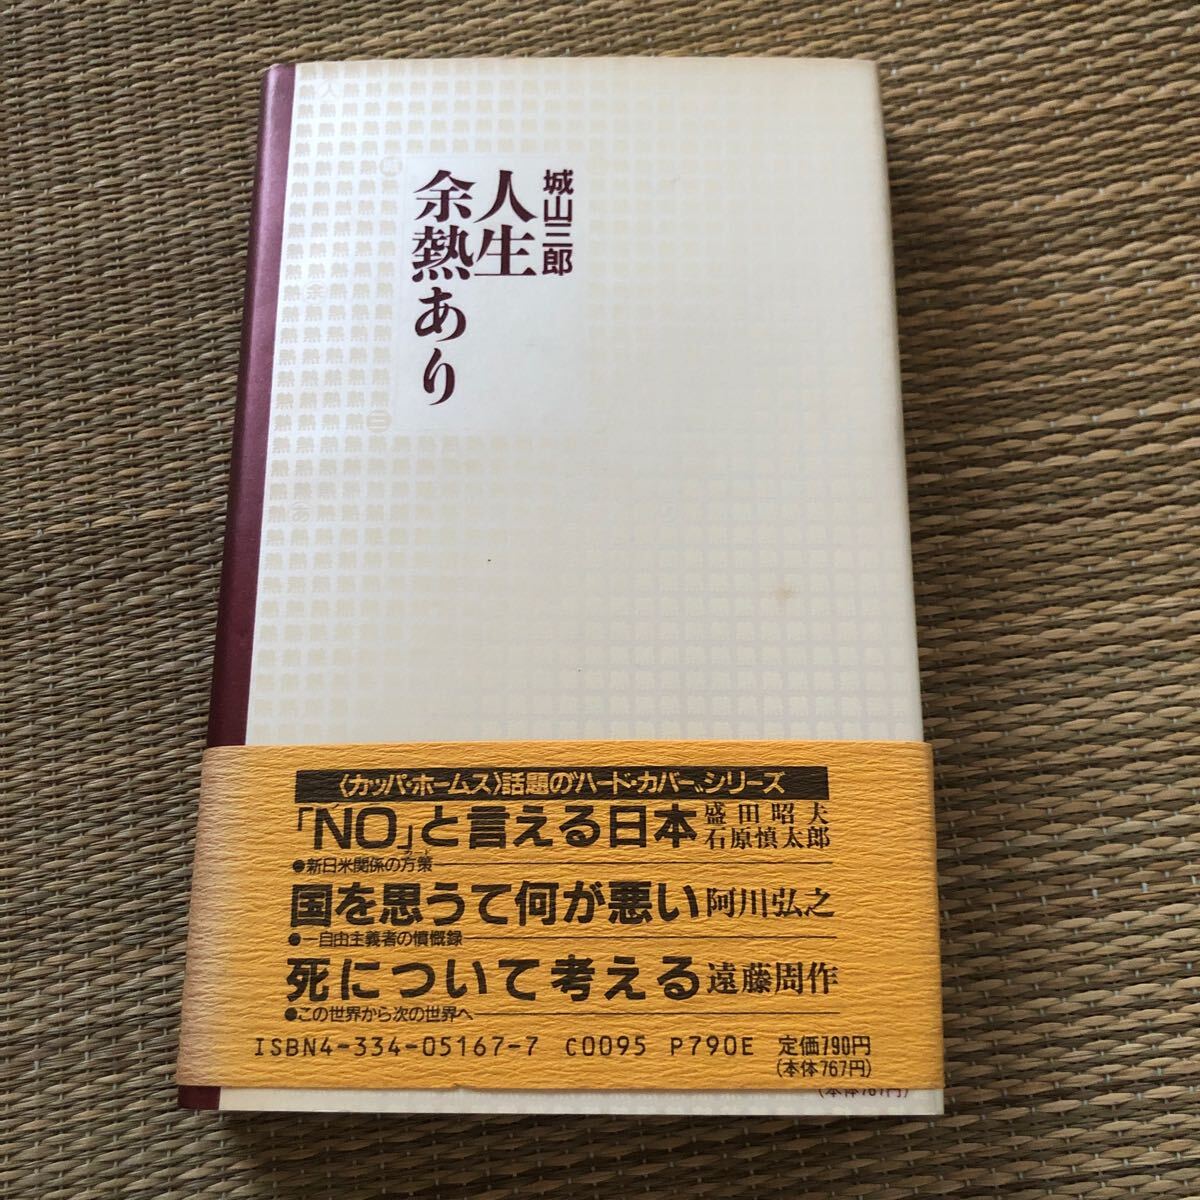 城山三郎
人生
余熱あり
〈カッパ・ホームス〉話題の“ハード・カバー〟シリーズ
「NO」と言える日本 盛田昭夫 石原慎太郎
●新日米関係の方策
国を思うて何が悪い 阿川弘之
●一自由主義者の憤慨録
死について考える 遠藤周作
●この世界から次の世界へ
ISBN4-334-05167-7 C0095 P790E 定価790円
(本体767円)
(本体767円)